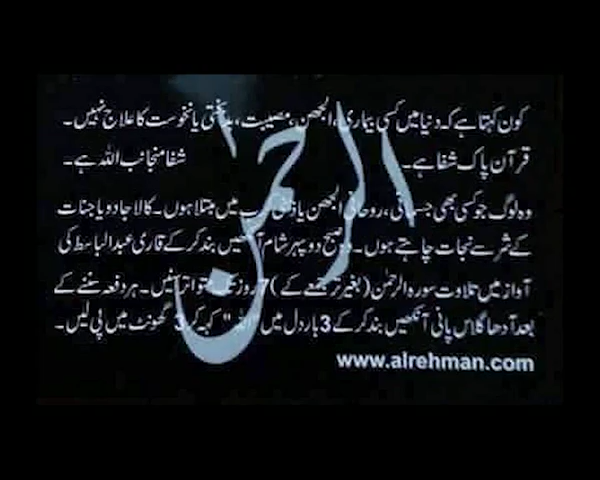 کون کہتا ہے کہ دنیا میں کسی بیماری، الجھن، مصیبت، بدبختی یا نحوست کا علاج نہیں۔
قرآن پاک شفا ہے۔ شفا منجانب اللہ ہے۔
وہ لوگ جو کسی بھی جسمانی، روحانی الجھن یا ذہنی میں مبتلا ہوں۔ کالا جادو یا جنات
کے شر سے نجات چاہتے ہوں۔ وہ صبح دوپہر شام آنکھیں بند کر کے قاری عبدالباسط کی
آواز میں تلاوت سورہ الرحمٰن (بغیر ترجمے کے) 7 روز تک متواتر سنیں۔ ہر دفعہ سننے کے
بعد آدھا گلاس پانی آنکھیں بند کر کے 3 بار دل میں "اللہ" کہہ کر 3 گھونٹ میں پی لیں۔
الرحمٰن
www.alrehman.com